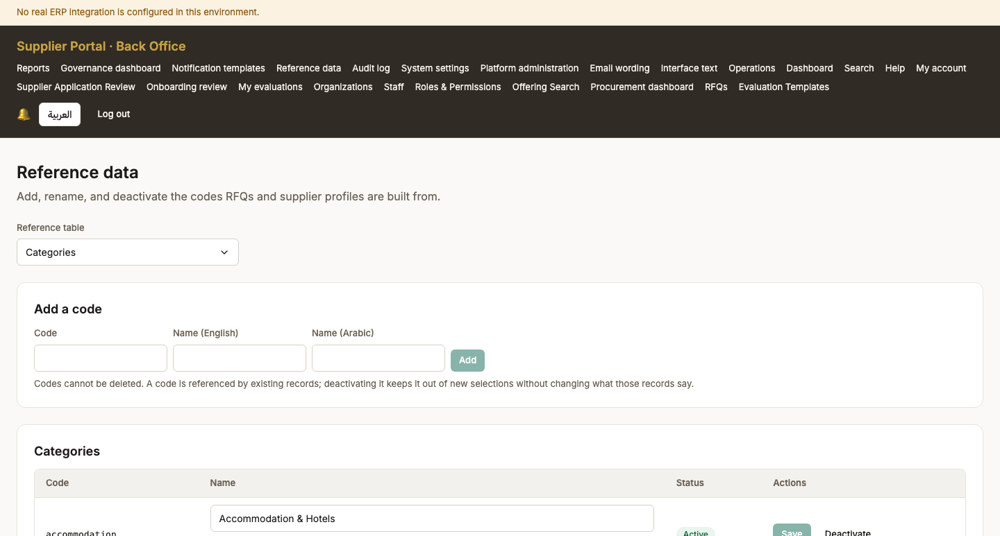 No real ERP integration is configured in this environment.
Supplier Portal · Back Office
Reports Governance dashboard Notification templates Reference data Audit log System settings Platform administration Email wording Interface text Operations Dashboard Search Help My account
Supplier Application Review Onboarding review My evaluations Organizations Staff Roles & Permissions Offering Search Procurement dashboard RFQs Evaluation Templates
العربية Log out
Reference data
Add, rename, and deactivate the codes RFQs and supplier profiles are built from.
Reference table
Categories
Add a code
Code Name (English) Name (Arabic)
Add
Codes cannot be deleted. A code is referenced by existing records; deactivating it keeps it out of new selections without changing what those records say.
Categories
Code Name Status Actions
Accommodation & Hotels
accommodation Active Save Deactivate